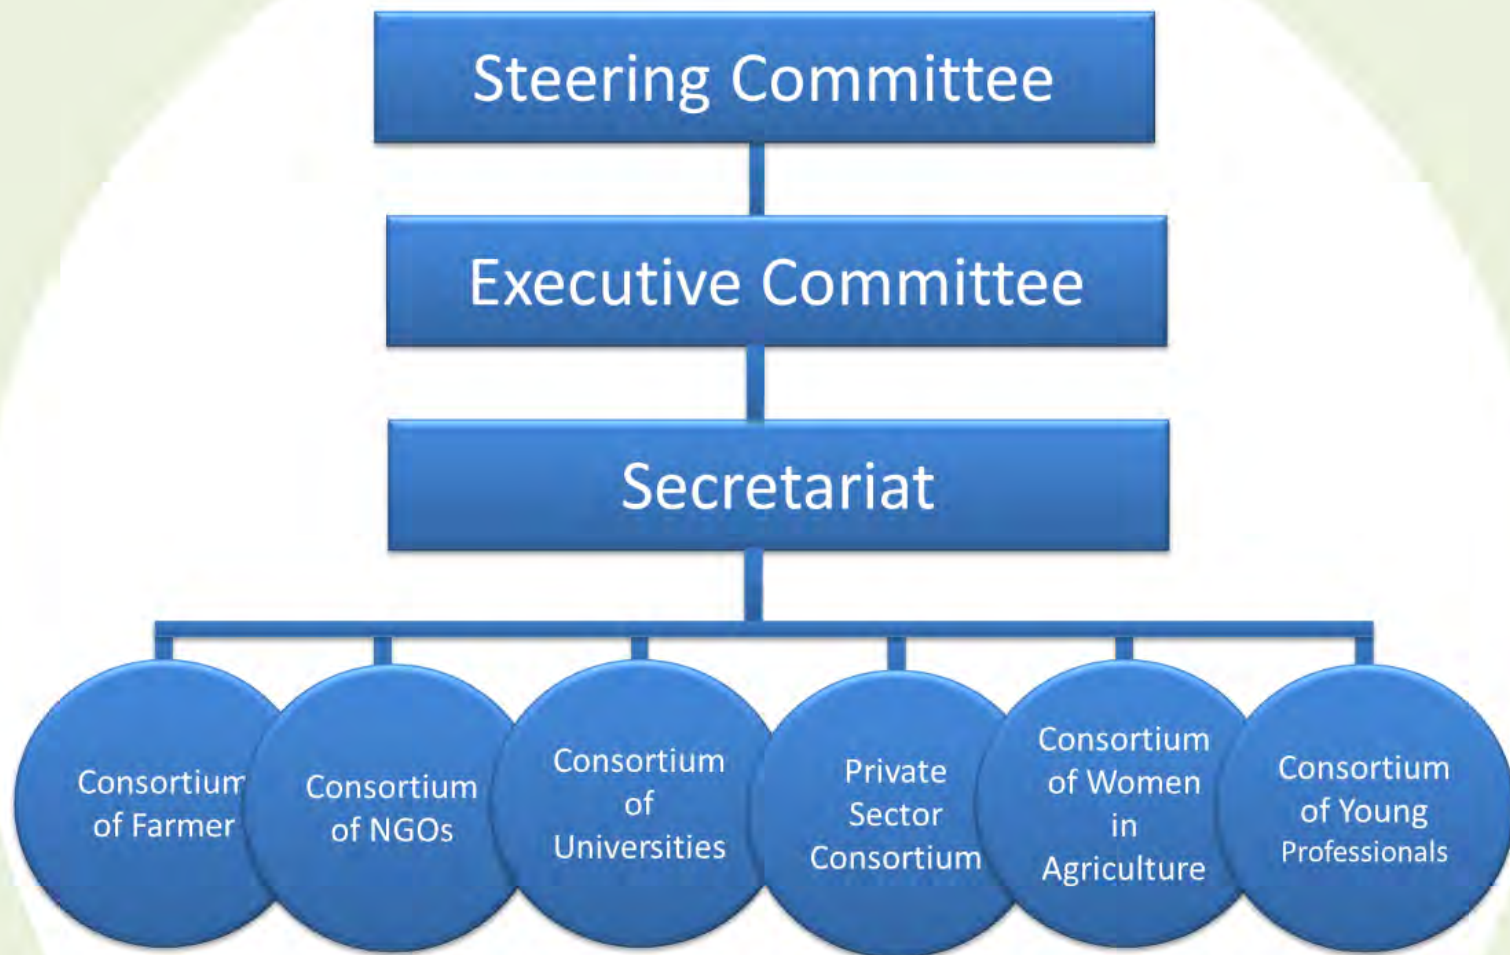 Steering Committee
Executive Committee
Secretariat
Consortium
of Farmer
Consortium
of NGOs
Consortium
of
Universities
Private
Sector
Consortium
Consortium
of Women
in
Agriculture
Consortium
of Young
Professionals